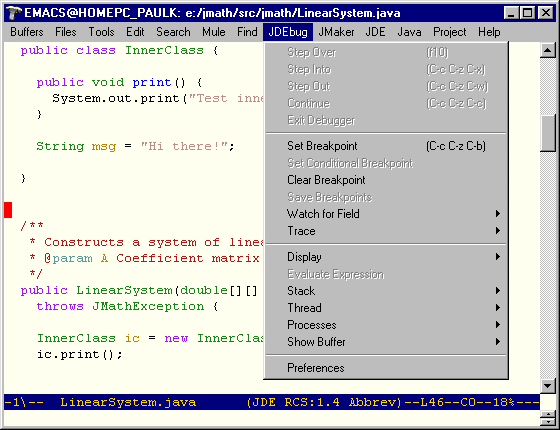 EMACS@HOMEPC_PAULK: e:/jmath/src/jmath/LinearSystem.java
Buffers Files Tools Edit Search Mule Find JDEbug JMaker JDE Java Project Help
public class InnerClass {
public void print() {
System.out.print("Test inne
}
String msg = "Hi there!";
}
/**
* Constructs a system of linea
* @param A Coefficient matrix
*/
public LinearSystem(double[][]
throws JMathException {
InnerClass ic = new InnerClass
ic.print();
Step Over (f10)
Step Into (C-c C-z C-x)
Step Out (C-c C-z C-w)
Continue (C-c C-z C-c)
Exit Debugger
Set Breakpoint (C-c C-z C-b)
Set Conditional Breakpoint
Clear Breakpoint
Save Breakpoints
Watch for Field
Trace
Display
Evaluate Expression
Stack
Thread
Processes
Show Buffer
Preferences
-1\-- LinearSystem.java (JDE RCS:1.4 Abbrev)--L46--C0--18%---